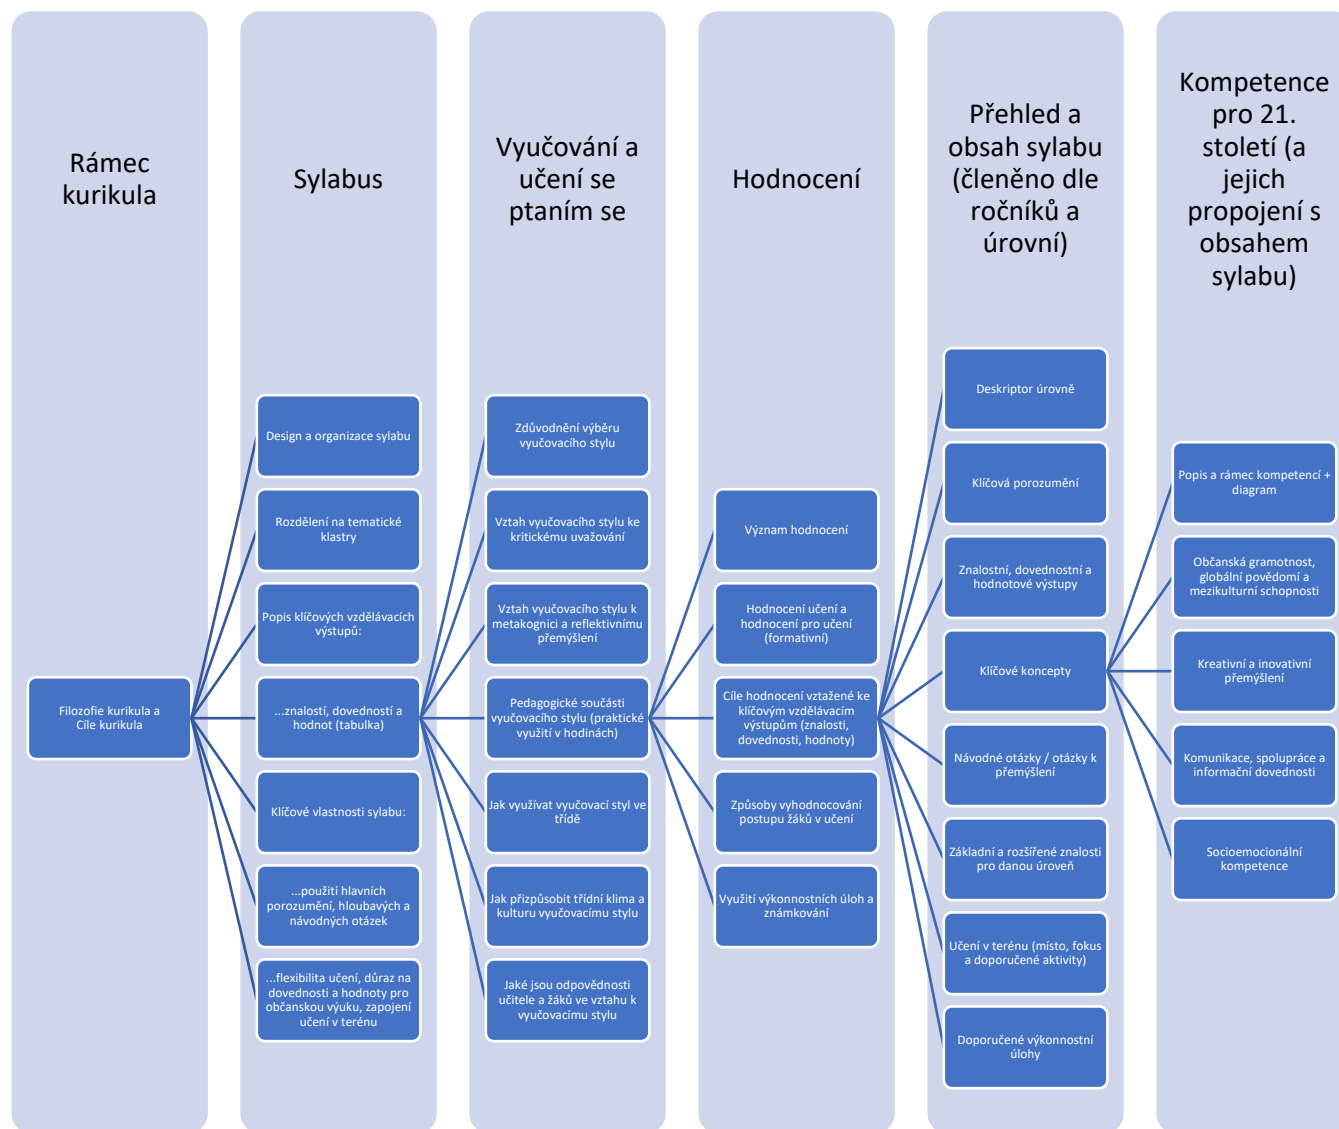 Rámec
kurikula
Filozofie kurikula a
Cíle kurikula
Sylabus
Design a organizace sylabu
Rozdělení na tematické
klastry
Popis klíčových vzdělávacích
výstupů:
...znalostí, dovedností a
hodnot (tabulka)
Klíčové vlastnosti sylabu:
...použití hlavních
porozumění, hloubavých a
návodných otázek
...flexibilita učení, důraz na
dovednosti a hodnoty pro
občanskou výuku, zapojení
učení v terénu
Vyučování a
učení se
ptaním se
Zdůvodnění výběru
vyučovacího stylu
Vztah vyučovacího stylu ke
kritickému uvažování
Vztah vyučovacího stylu k
metakognici a reflektivnímu
přemýšlení
Pedagogické součásti
vyučovacího stylu (praktické
využití v hodinách)
Jak využívat vyučovací styl ve
třídě
Jak přizpůsobit třídní klima a
kulturu vyučovacímu stylu
Jaké jsou odpovědnosti
učitele a žáků ve vztahu k
vyučovacímu stylu
Hodnocení
Význam hodnocení
Hodnocení učení a
hodnocení pro učení
(formativní)
Cíle hodnocení vztažené ke
klíčovým vzdělávacím
výstupům (znalosti,
dovednosti, hodnoty)
Způsoby vyhodnocování
postupu žáků v učení
Využití výkonnostních úloh a
známkování
Přehled a
obsah sylabu
(členěno dle
ročníků a
úrovní)
Deskriptor úrovně
Klíčová porozumění
Znalostní, dovednostní a
hodnotové výstupy
Klíčové koncepty
Návodné otázky / otázky k
přemýšlení
Základní a rozšířené znalosti
pro danou úroveň
Učení v terénu (místo, fokus
a doporučené aktivity)
Doporučené výkonnostní
úlohy
Kompetence
pro 21.
století (a
jejich
propojení s
obsahem
sylabu)
Popis a rámec kompetencí +
diagram
Občanská gramotnost,
globální povědomí a
mezikulturní schopnosti
Kreativní a inovativní
přemýšlení
Komunikace, spolupráce a
informační dovednosti
Socioemocionální
kompetence